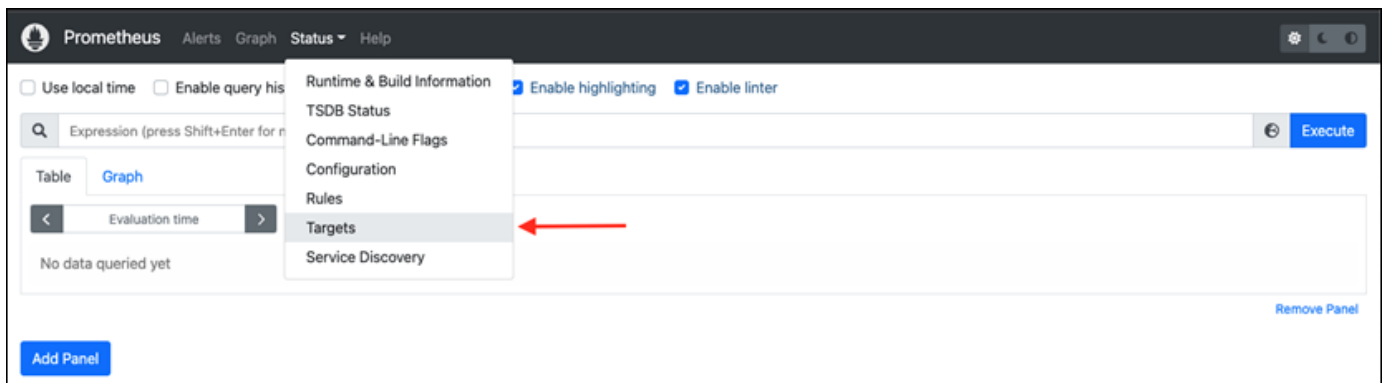 Prometheus Alerts Graph Status Help
Use local time Enable query his Enable highlighting Enable linter
Runtime & Build Information
TSDB Status
Expression (press Shift+Enter for n Execute
Command-Line Flags
Table Graph
Configuration
Rules
Evaluation time
Targets
No data queried yet
Service Discovery
Remove Panel
Add Panel